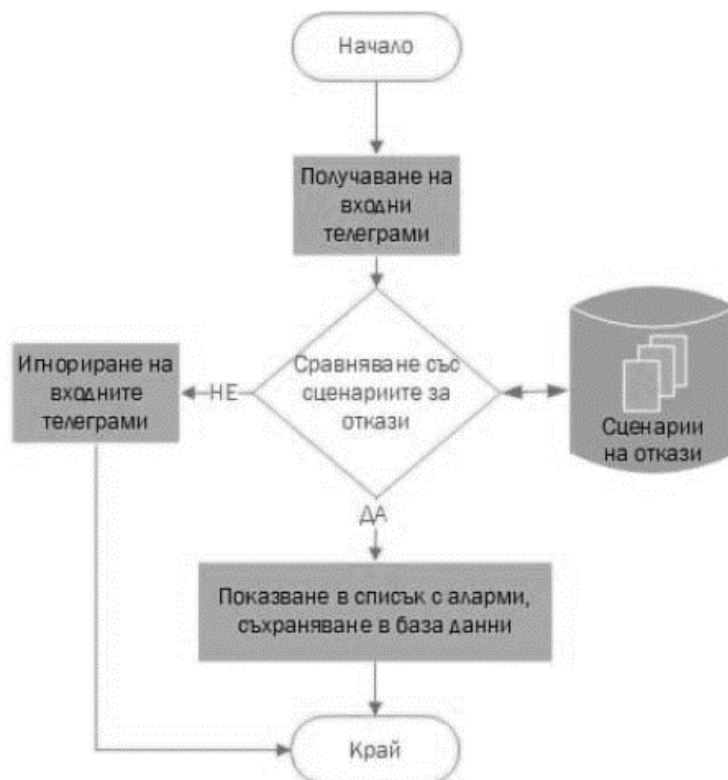 Начало
Получаване на
входни
телеграми
Сравняване със
сценариите за
откази
Сценарии
на откази
НЕ
Игнориране на
входните
телеграми
ДА
Показване в списък с аларми,
съхраняване в база данни
Край